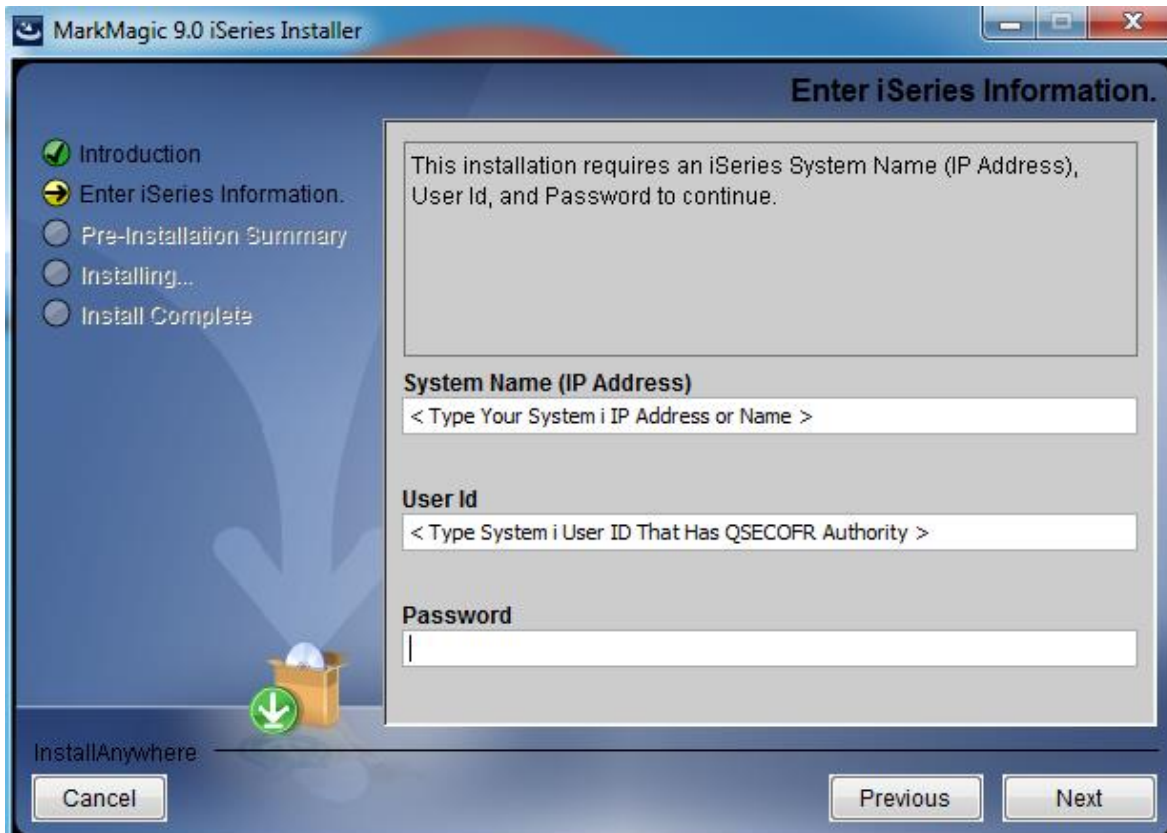 MarkMagic 9.0 iSeries Installer
Enter iSeries Information.
Introduction
Enter iSeries Information.
Pre-Installation Summary
Installing...
Install Complete
This installation requires an iSeries System Name (IP Address),
User Id, and Password to continue.
System Name (IP Address)
< Type Your System i IP Address or Name >
User Id
< Type System i User ID That Has QSECOFR Authority >
Password
InstallAnywhere
Cancel
Previous
Next